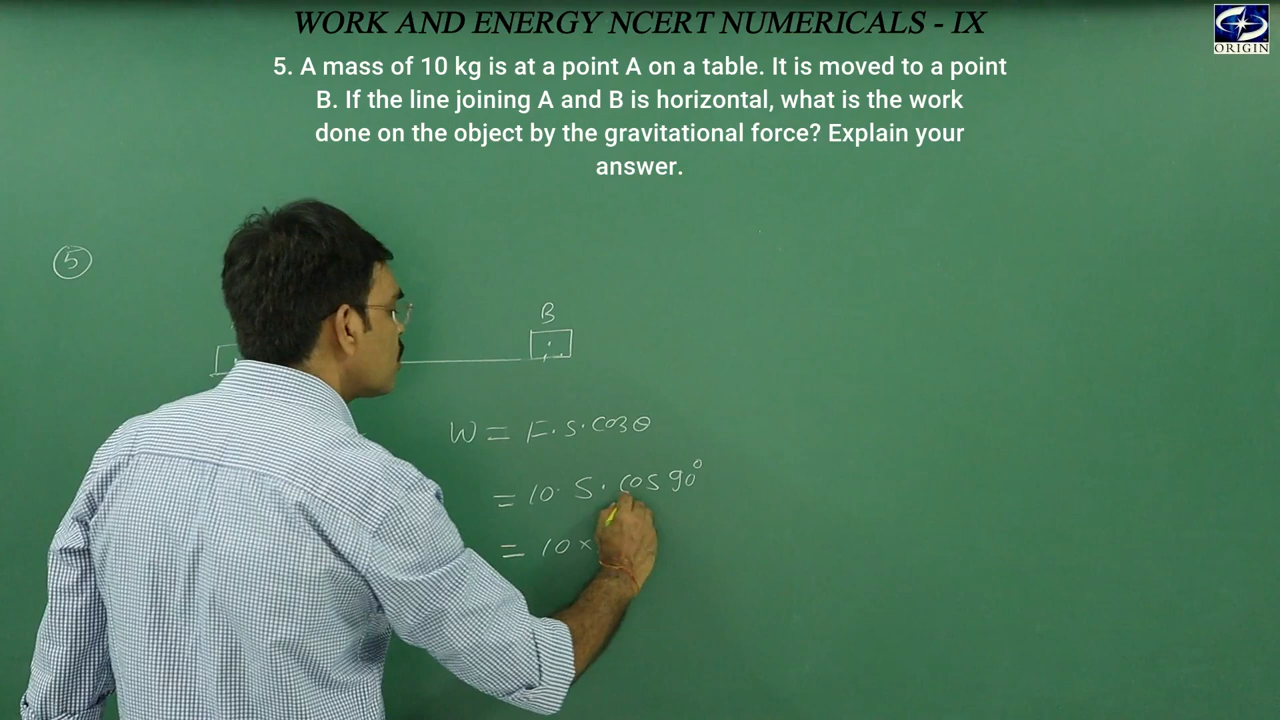 WORK AND ENERGY NCERT NUMERICALS - IX
ORIGIN
5. A mass of 10 kg is at a point A on a table. It is moved to a point
B. If the line joining A and B is horizontal, what is the work
done on the object by the gravitational force? Explain your
answer.
5
B
W = F.S.cosθ
= 10. S. cos 90°
= 10 ×